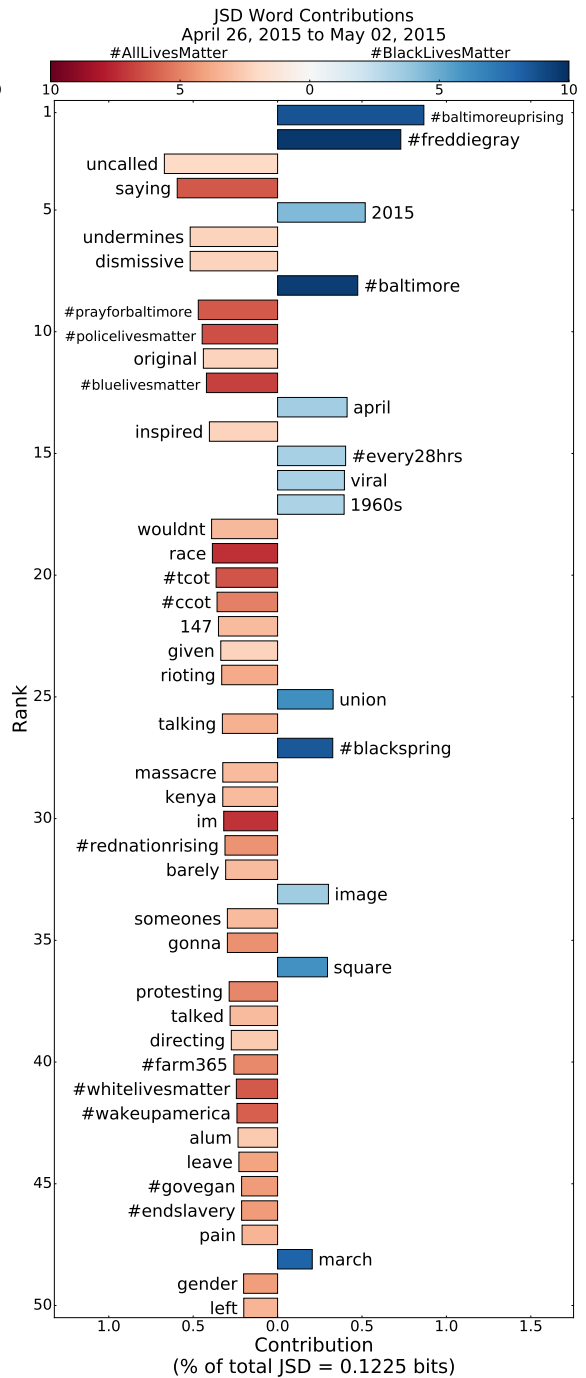 JSD Word Contributions
April 26, 2015 to May 02, 2015
#AllLivesMatter #BlackLivesMatter
10 5 0 5 10
1
#baltimoreuprising
#freddiegray
uncalled
saying
5
2015
undermines
dismissive
#baltimore
#prayforbaltimore
10
#policelivesmatter
original
#bluelivesmatter
april
inspired
15
#every28hrs
viral
1960s
wouldnt
race
20
#tcot
#ccot
147
given
rioting
25
union
talking
#blackspring
massacre
kenya
30
im
#rednationrising
barely
image
someones
35
gonna
square
protesting
talked
directing
40
#farm365
#whitelivesmatter
#wakeupamerica
alum
leave
45
#govegan
#endslavery
pain
march
gender
50
left
Rank
1.0 0.5 0.0 0.5 1.0 1.5
Contribution
(% of total JSD = 0.1225 bits)